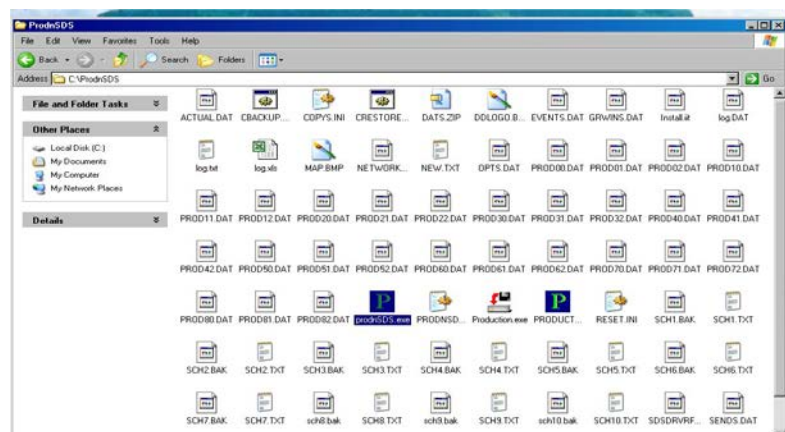 ProdnSDS
File Edit View Favorites Tools Help
Back Search Folders
Address C:\ProdnSDS Go
File and Folder Tasks
Other Places
Local Disk (C:)
My Documents
My Computer
My Network Places
Details
ACTUAL.DAT CBACKUP.... COPYS.INI CRESTORE... DATS.ZIP DDLOGO.B... EVENTS.DAT GRWINS.DAT Install.it log.DAT
log.txt log.xls MAP.BMP NETWORK... NEW.TXT OPTS.DAT PROD00.DAT PROD01.DAT PROD02.DAT PROD10.DAT
PROD11.DAT PROD12.DAT PROD20.DAT PROD21.DAT PROD22.DAT PROD30.DAT PROD31.DAT PROD32.DAT PROD40.DAT PROD41.DAT
PROD42.DAT PROD50.DAT PROD51.DAT PROD52.DAT PROD60.DAT PROD61.DAT PROD62.DAT PROD70.DAT PROD71.DAT PROD72.DAT
PROD80.DAT PROD81.DAT PROD82.DAT prodnSDS.exe PRODNSD... Production.exe PRODUCT... RESET.INI SCH1.BAK SCH1.TXT
SCH2.BAK SCH2.TXT SCH3.BAK SCH3.TXT SCH4.BAK SCH4.TXT SCH5.BAK SCH5.TXT SCH6.BAK SCH6.TXT
SCH7.BAK SCH7.TXT sch8.bak SCH8.TXT sch9.bak SCH9.TXT sch10.bak SCH10.TXT SDSDRVRF... SENDS.DAT